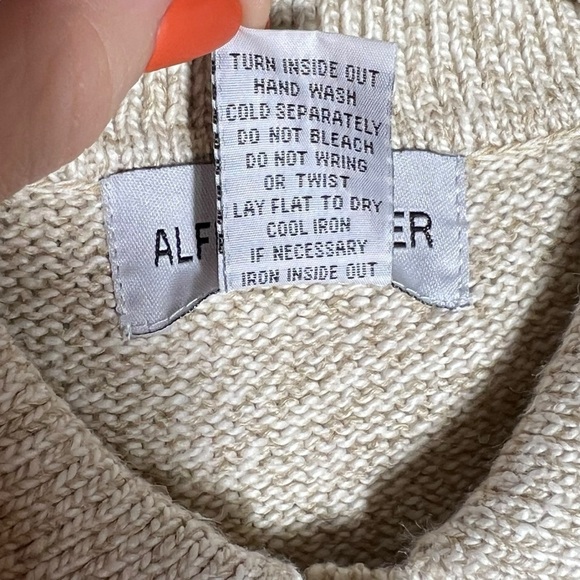 TURN INSIDE OUT
HAND WASH
COLD SEPARATELY
DO NOT BLEACH
DO NOT WRING
OR TWIST
LAY FLAT TO DRY
COOL IRON
IF NECESSARY
IRON INSIDE OUT
ALF ER